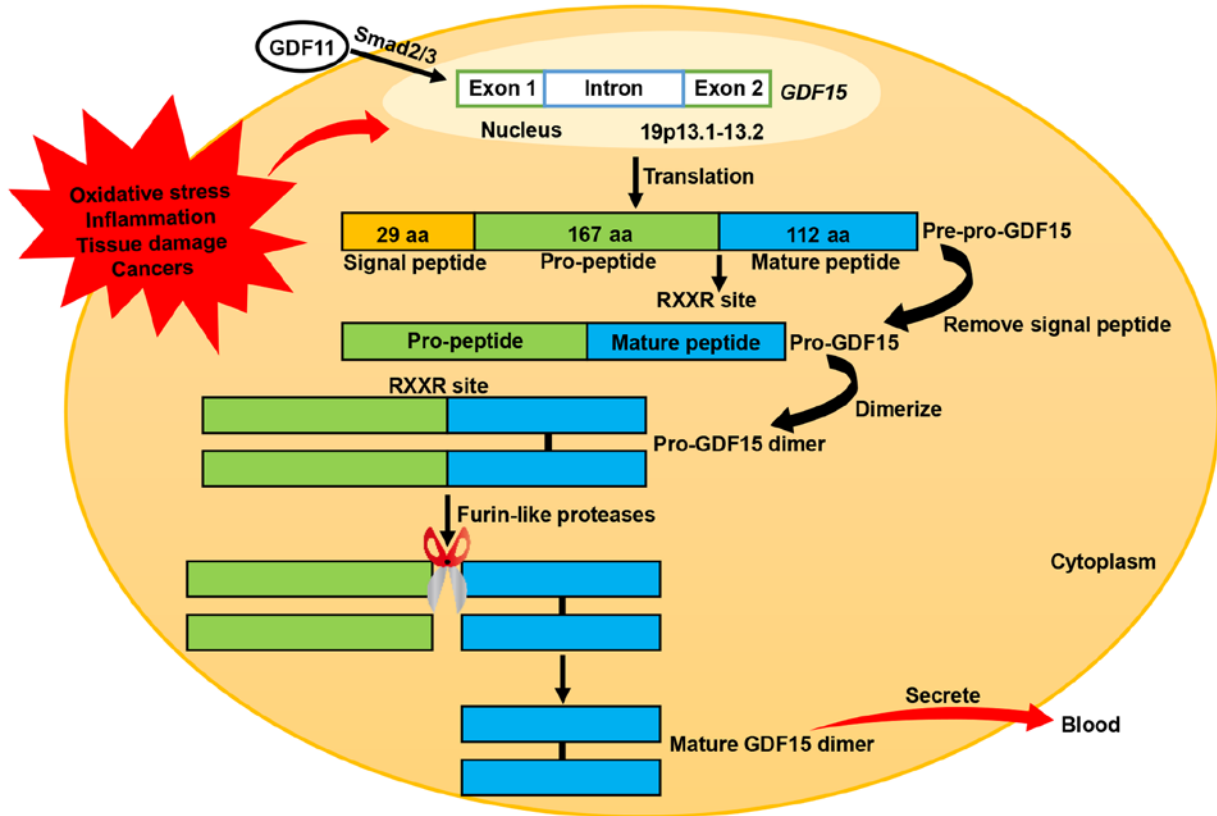 GDF11
Smad2/3
Exon 1 Intron Exon 2 GDF15
Nucleus 19p13.1-13.2
Oxidative stress
Inflammation
Tissue damage
Cancers
Translation
29 aa 167 aa 112 aa Pre-pro-GDF15
Signal peptide Pro-peptide Mature peptide
RXXR site
Remove signal peptide
Pro-peptide Mature peptide Pro-GDF15
RXXR site
Dimerize
Pro-GDF15 dimer
Furin-like proteases
Cytoplasm
Secrete
Mature GDF15 dimer Blood